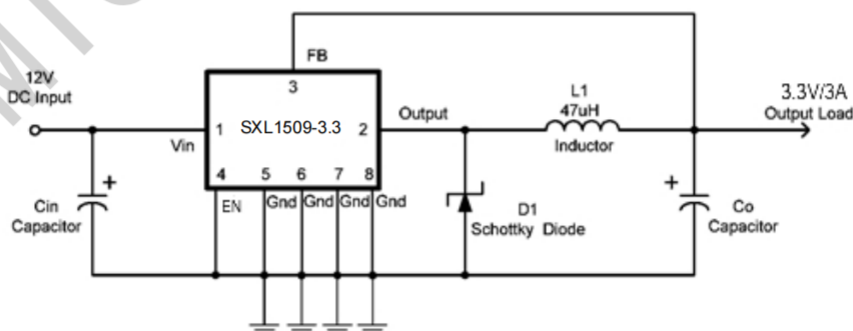 FB
3
12V
DC Input
1
SXL1509-3.3
2
Vin
Output
L1
47uH
Inductor
3.3V/3A
Output Load
4
5
6
7
8
EN
Gnd
Gnd
Gnd
Gnd
+
Cin
Capacitor
D1
Schottky Diode
+
Co
Capacitor